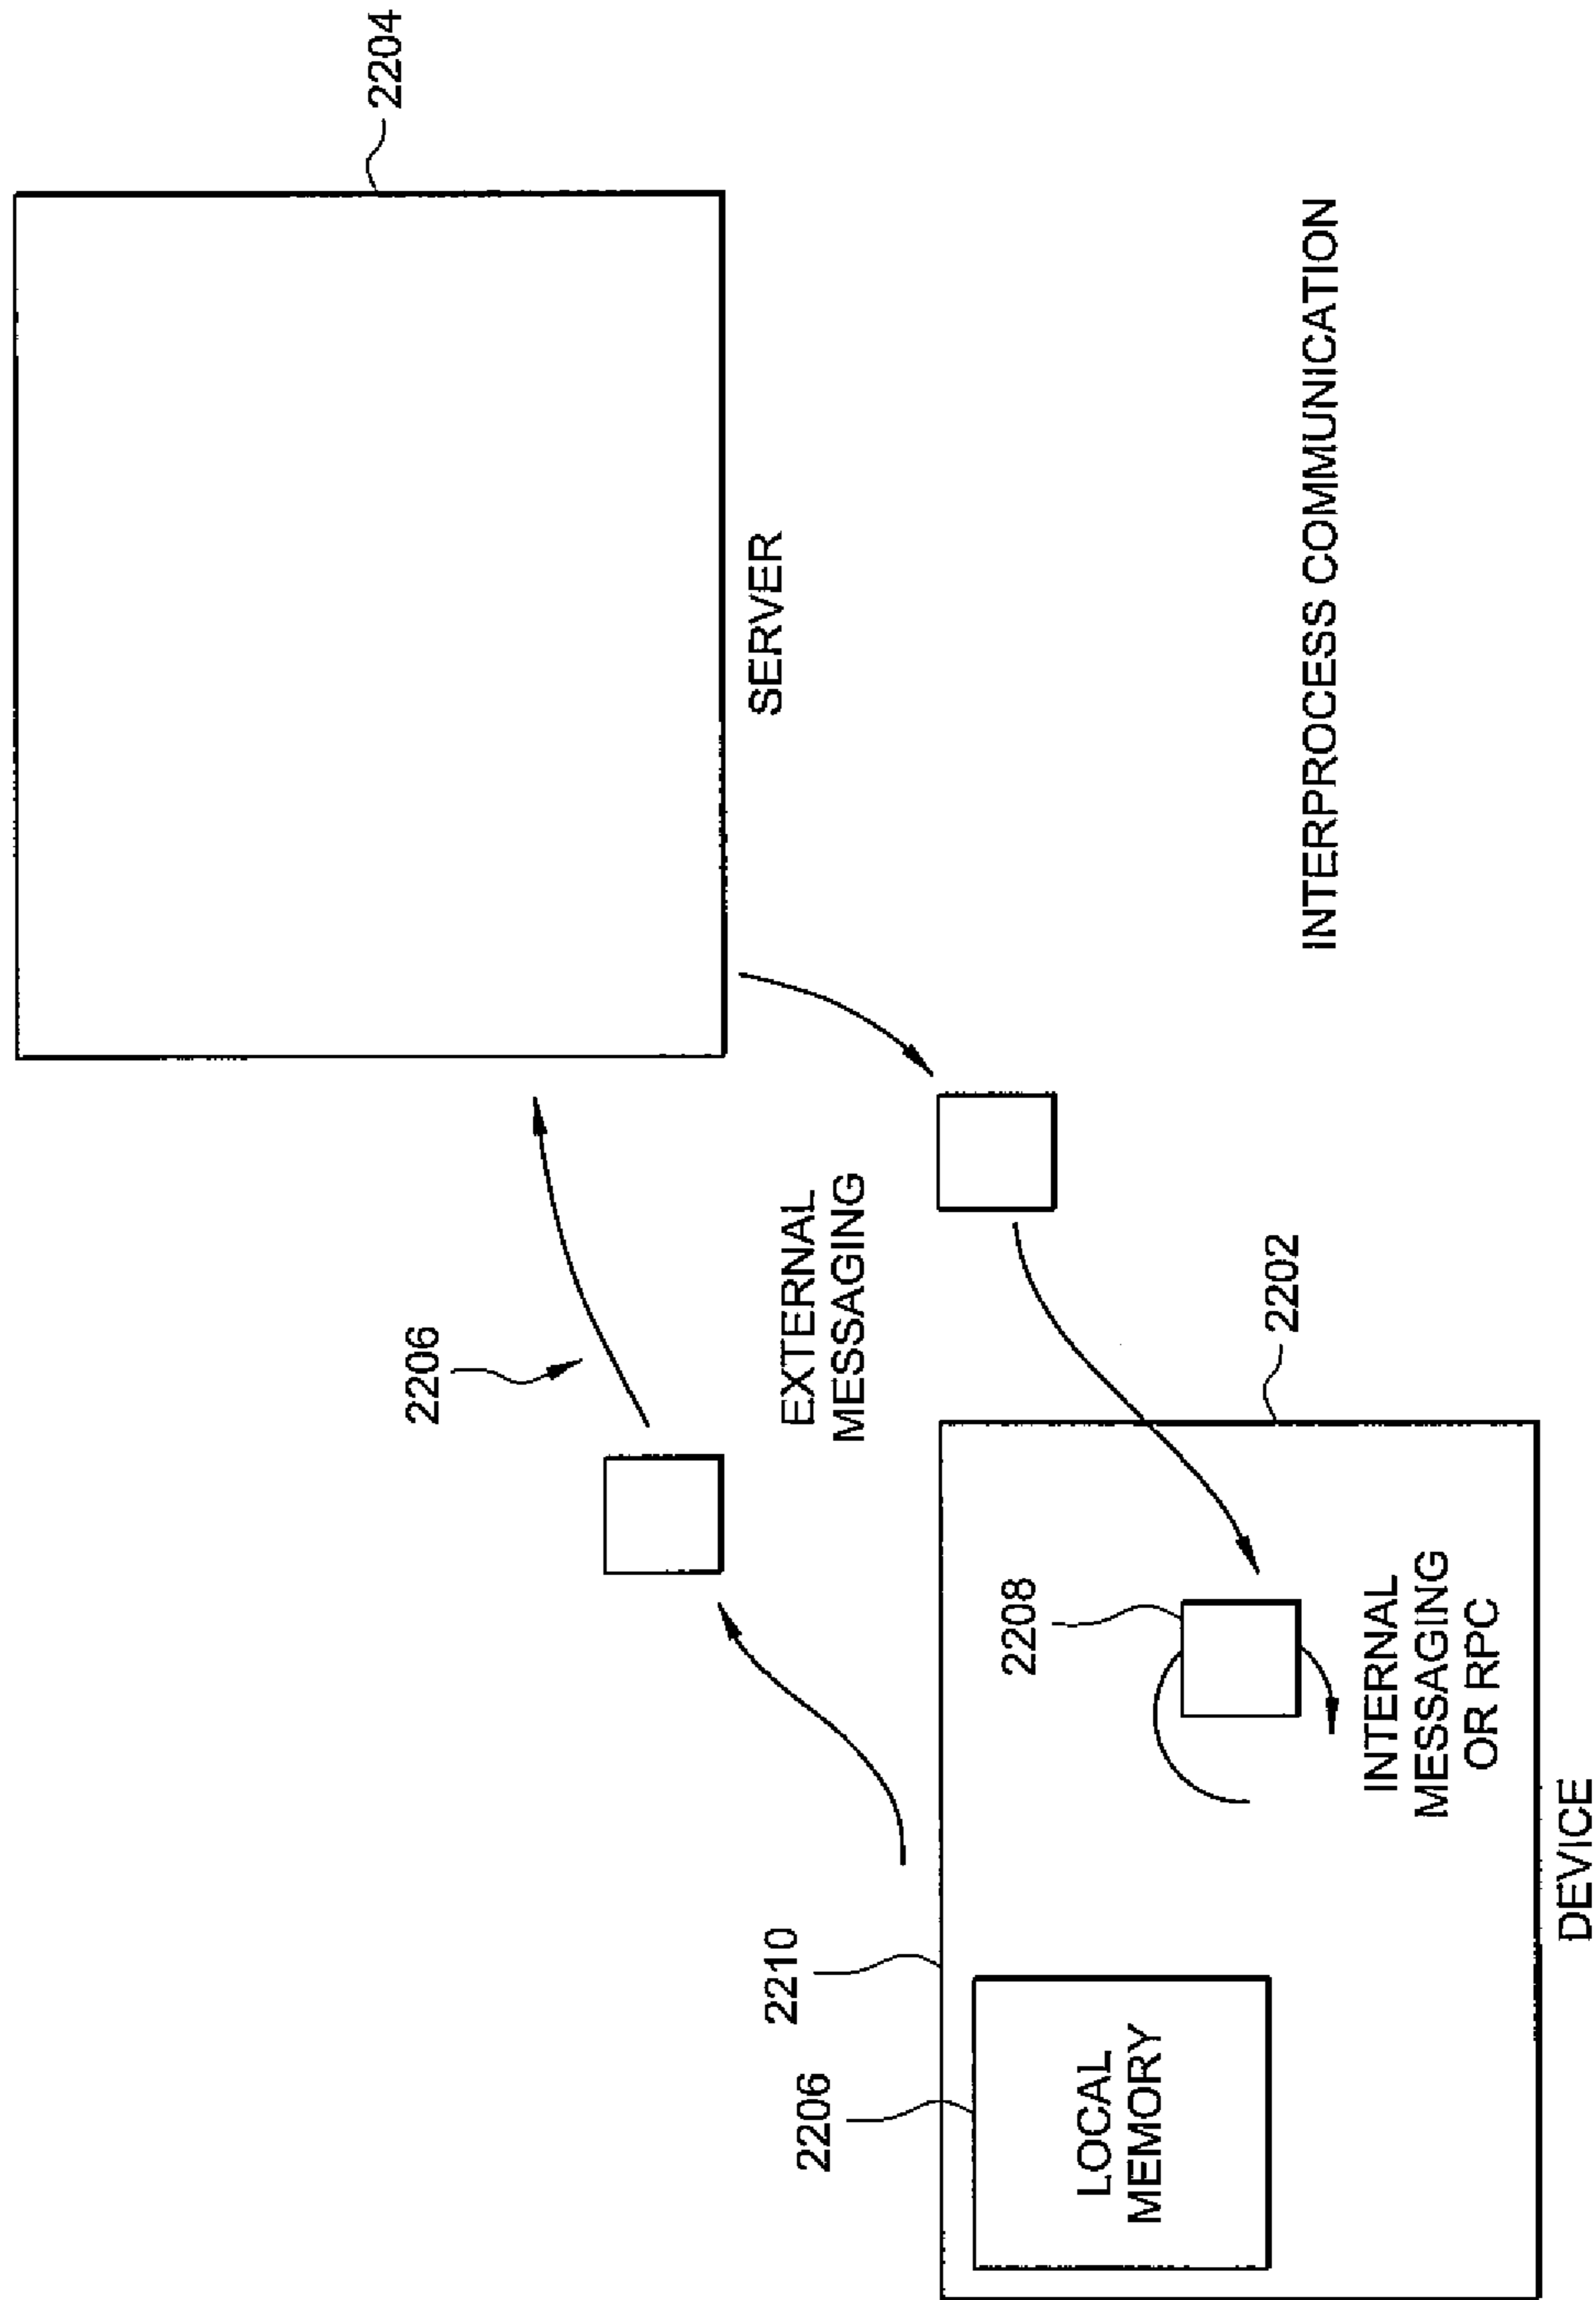 2204
SERVER
2206
EXTERNAL
MESSAGING
2202
2210
2206
LOCAL
MEMORY
2208
INTERNAL
MESSAGING
OR RPC
DEVICE
INTERPROCESS COMMUNICATION